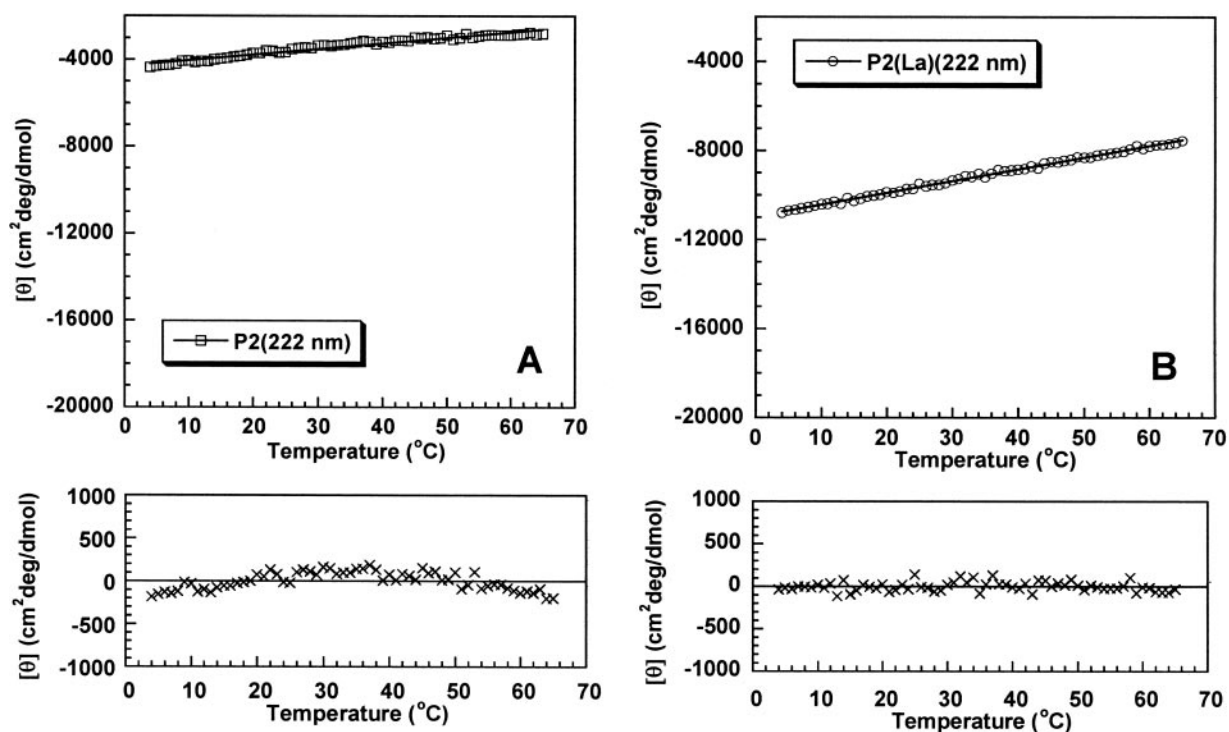 -4000
-8000
-12000
-16000
-20000
[θ] (cm²deg/dmol)
P2(222 nm)
A
0 10 20 30 40 50 60 70
Temperature (°C)
-4000
-8000
-12000
-16000
-20000
[θ] (cm²deg/dmol)
P2(La)(222 nm)
B
0 10 20 30 40 50 60 70
Temperature (°C)
1000
500
0
-500
-1000
[θ] (cm²deg/dmol)
0 10 20 30 40 50 60 70
Temperature (°C)
1000
500
0
-500
-1000
[θ] (cm²deg/dmol)
0 10 20 30 40 50 60 70
Temperature (°C)